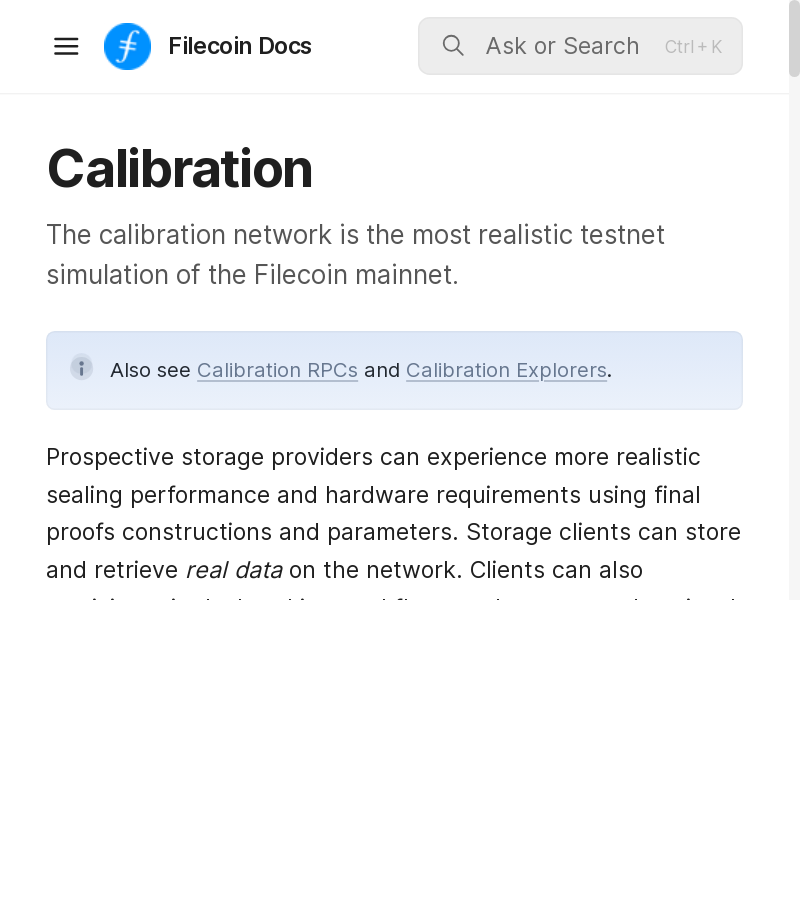 Filecoin Docs
Ask or Search
Ctrl + K
Calibration
The calibration network is the most realistic testnet
simulation of the Filecoin mainnet.
Also see Calibration RPCs and Calibration Explorers.
Prospective storage providers can experience more realistic
sealing performance and hardware requirements using final
proofs constructions and parameters. Storage clients can store
and retrieve real data on the network. Clients can also